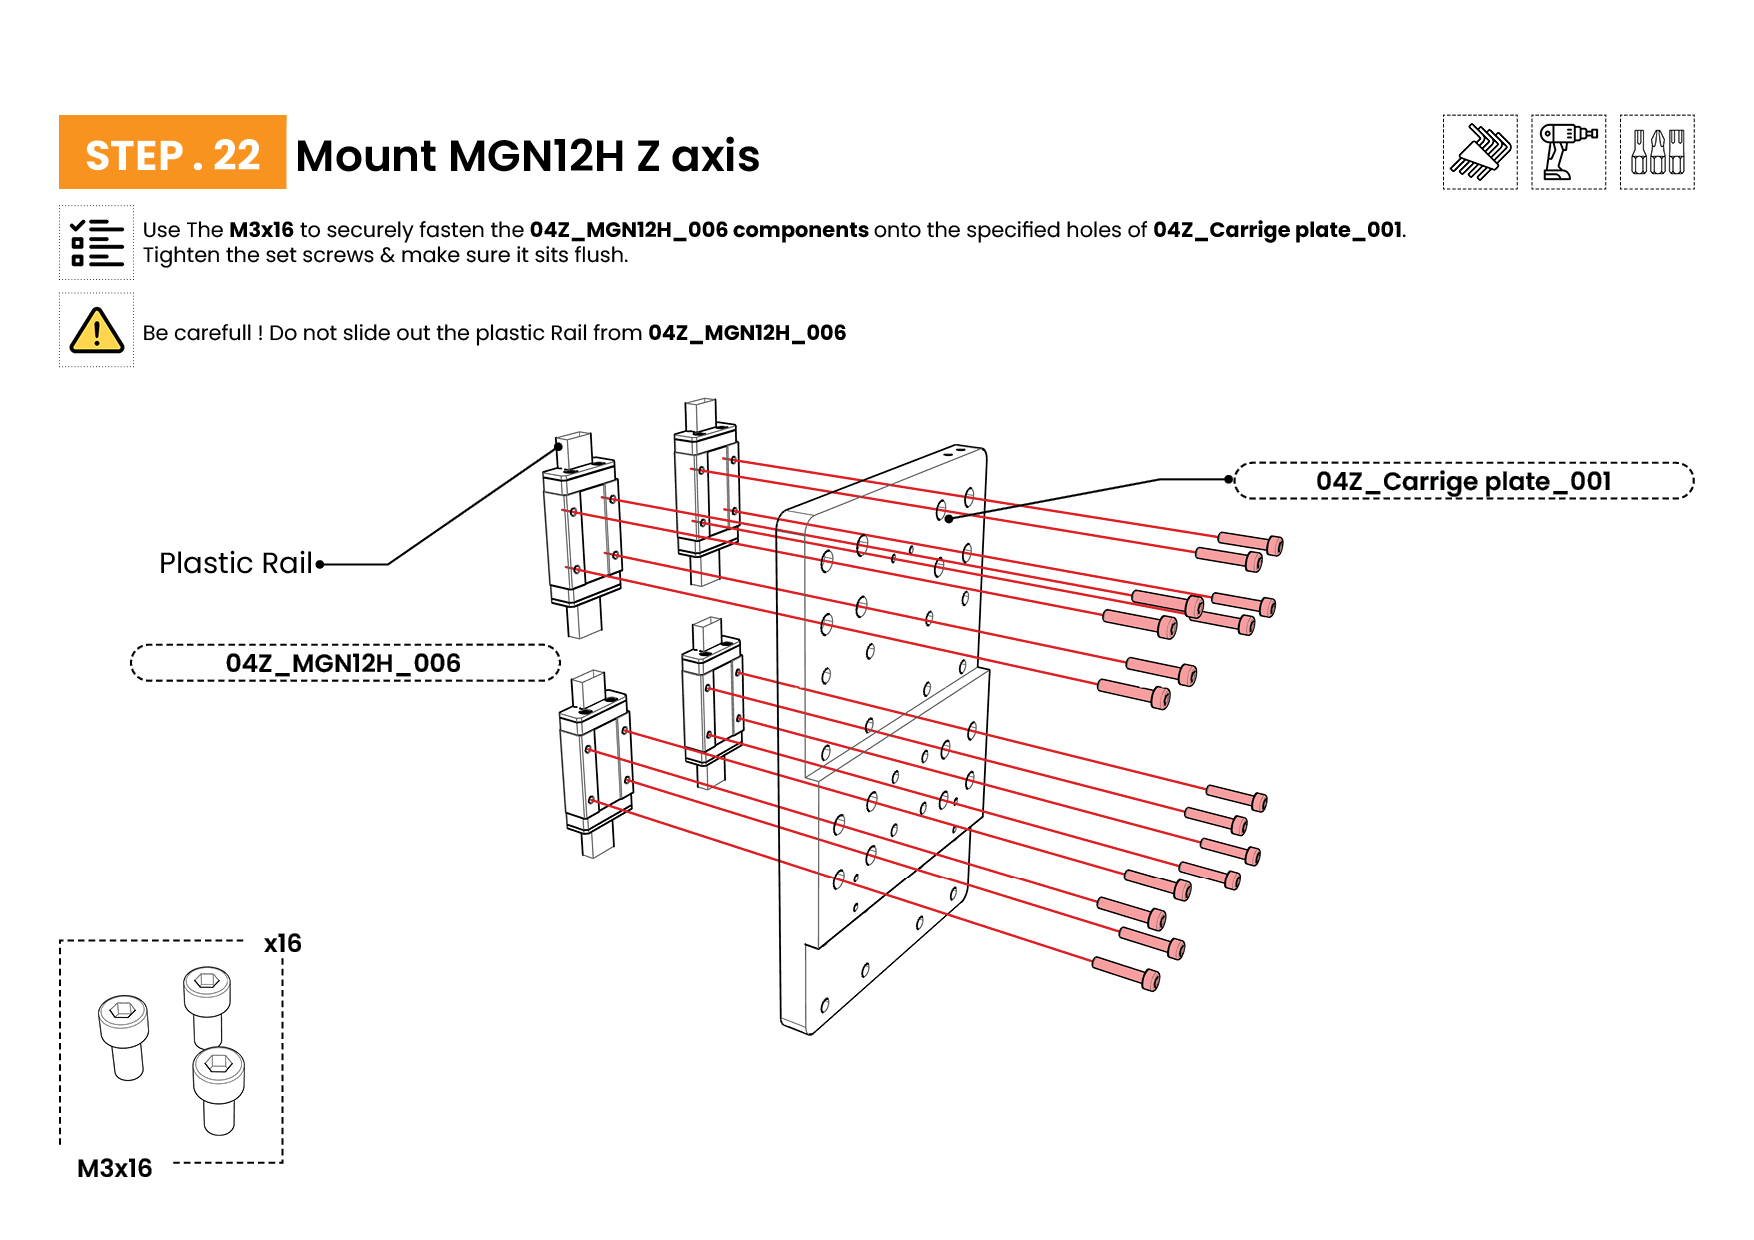 STEP . 22 Mount MGN12H Z axis
Use The M3x16 to securely fasten the 04Z_MGN12H_006 components onto the specified holes of 04Z_Carrige plate_001.
Tighten the set screws & make sure it sits flush.
Be carefull ! Do not slide out the plastic Rail from 04Z_MGN12H_006
04Z_Carrige plate_001
Plastic Rail
04Z_MGN12H_006
x16
M3x16